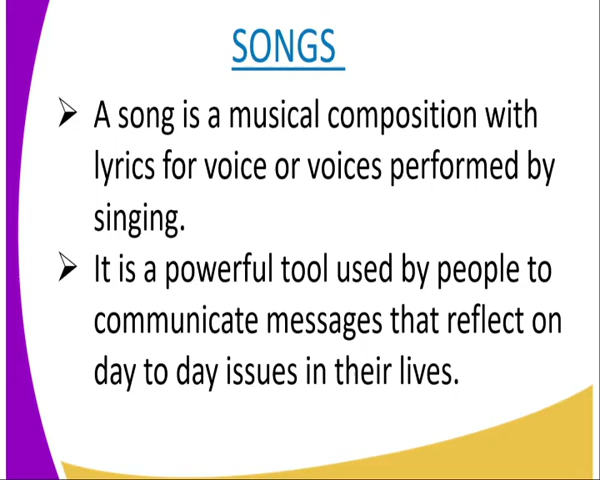 SONGS
➢ A song is a musical composition with
lyrics for voice or voices performed by
singing.
➢ It is a powerful tool used by people to
communicate messages that reflect on
day to day issues in their lives.